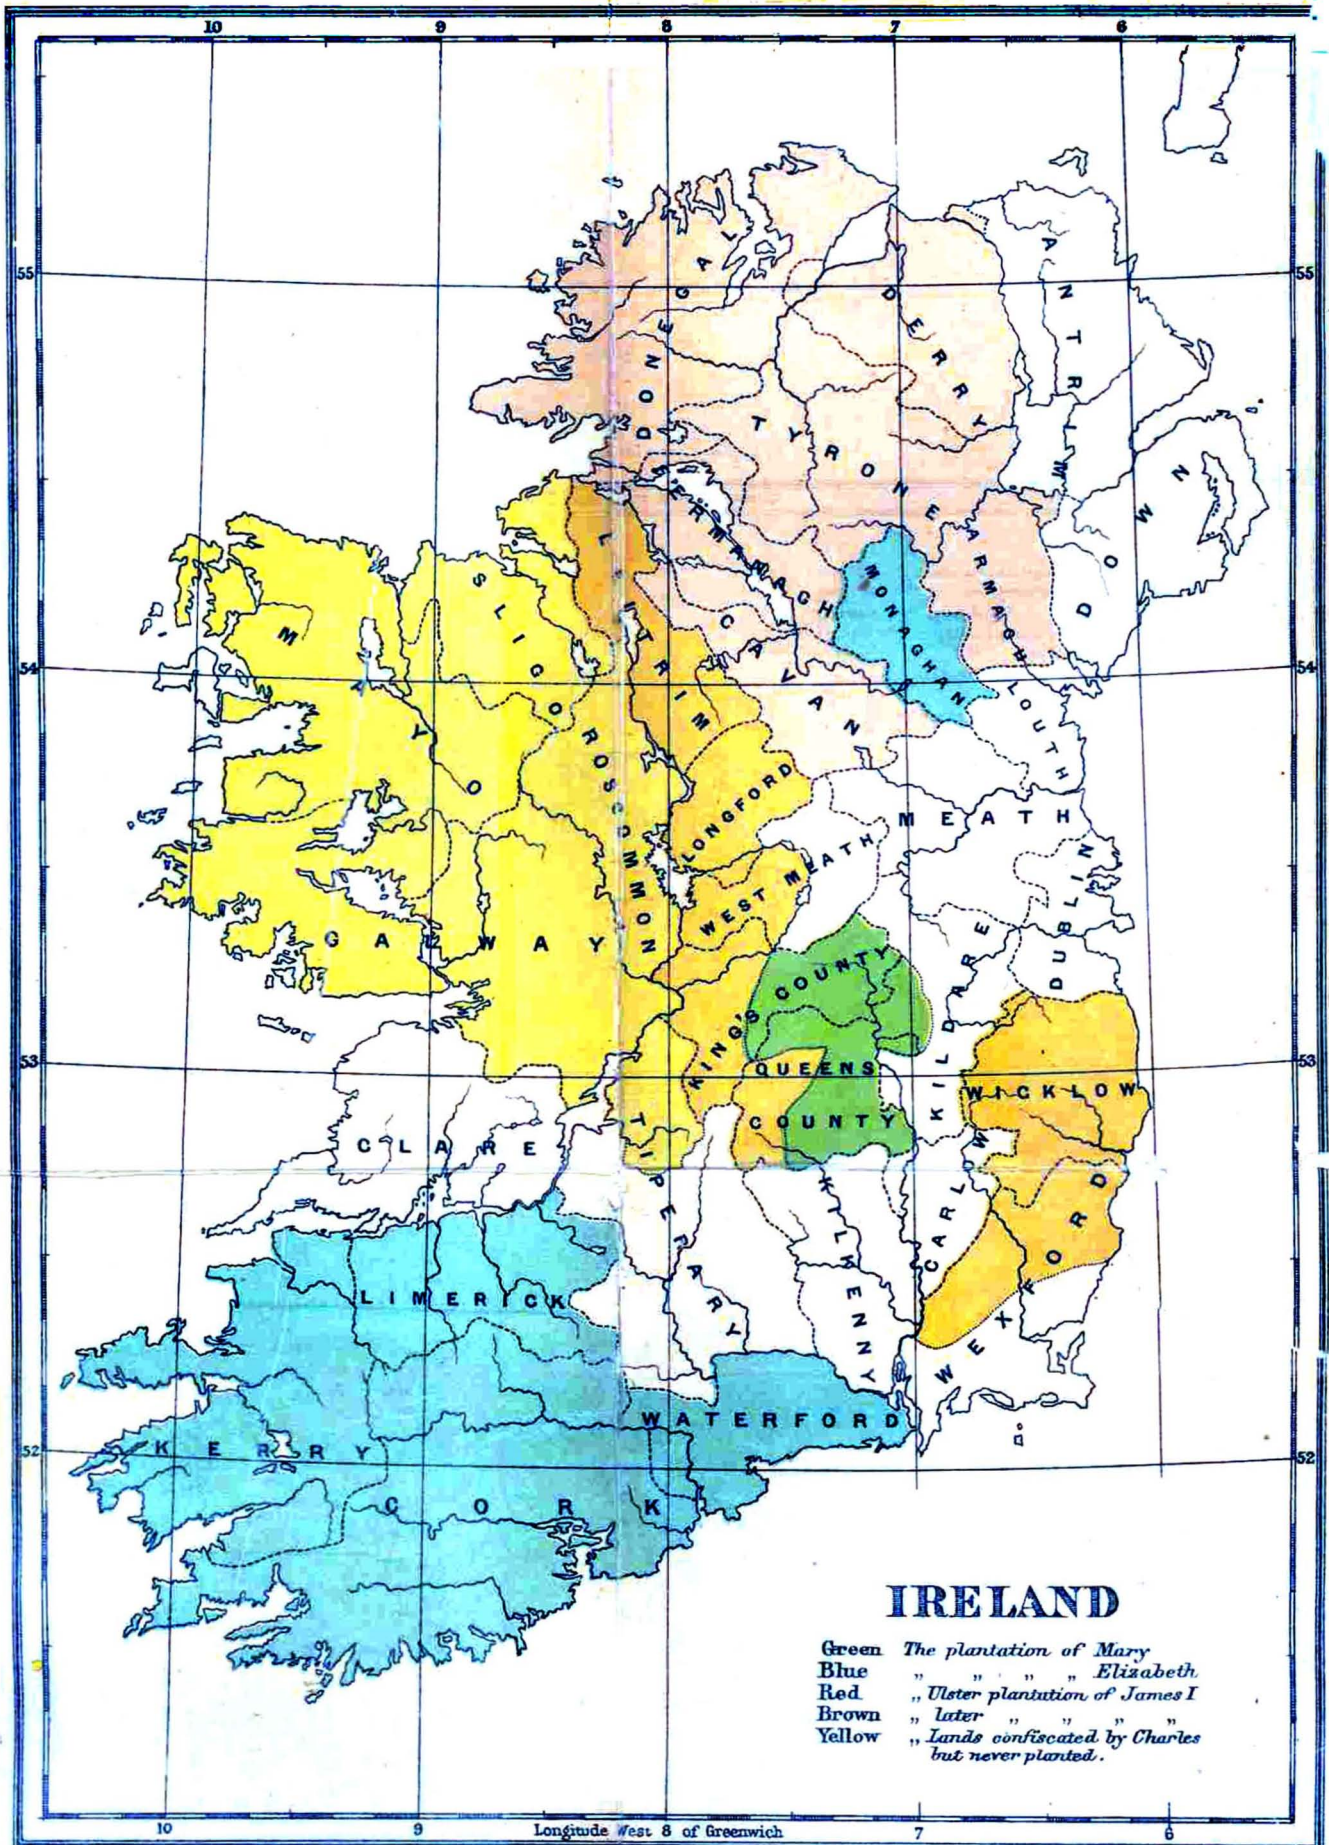 10 9 8 7 6
55 55
DONEGAL
DERRY
ANTRIM
TYRONE
DOWN
FERMANAGH
ARMAGH
MONAGHAN
LEITRIM
CAVAN
SLIGO
MAYO
54 54
LOUTH
ROSCOMMON
LONGFORD
MEATH
WEST MEATH
DUBLIN
GALWAY
KING'S COUNTY
KILDARE
53 53
QUEENS
COUNTY
WICKLOW
CLARE
TIPERARY
KILKENNY
CARLOW
WEXFORD
LIMERICK
WATERFORD
KERRY
52 52
CORK
IRELAND
Green The plantation of Mary
Blue „ „ „ „ Elizabeth
Red „ Ulster plantation of James I
Brown „ later „ „ „ „
Yellow „ Lands confiscated by Charles
but never planted.
10 9 Longitude West 8 of Greenwich 7 6